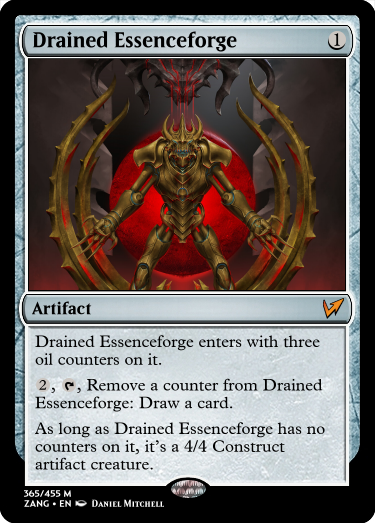 Drained Essenceforge 1
Artifact
Drained Essenceforge enters with three
oil counters on it.
2, , Remove a counter from Drained
Essenceforge: Draw a card.
As long as Drained Essenceforge has no
counters on it, it's a 4/4 Construct
artifact creature.
365/455 M
ZANG • EN Daniel Mitchell